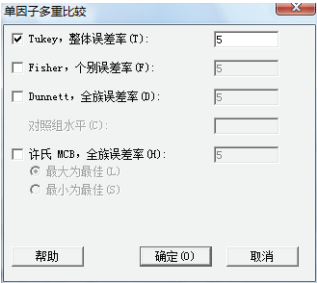 单因子多重比较
Tukey，整体误差率(T)： 5
Fisher，个别误差率(F)： 5
Dunnett，全族误差率(D)： 5
对照组水平(C)：
许氏 MCB，全族误差率(H)： 5
最大为最佳(L)
最小为最佳(S)
帮助 确定(O) 取消